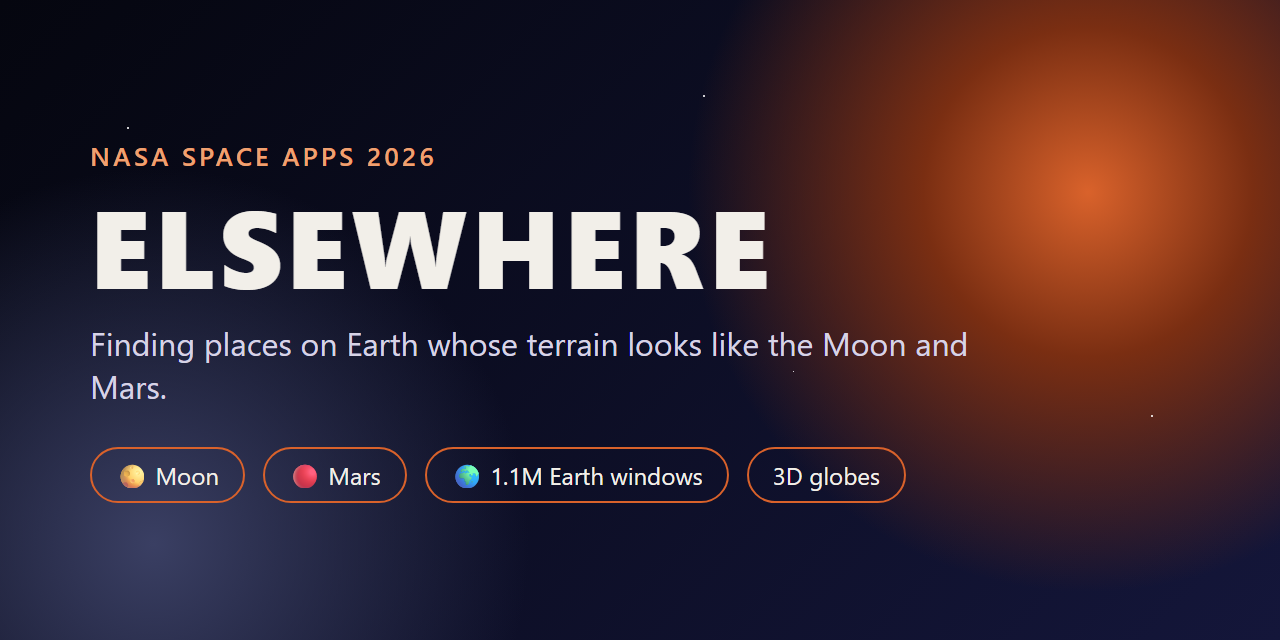 NASA SPACE APPS 2026
ELSEWHERE
Finding places on Earth whose terrain looks like the Moon and
Mars.
Moon
Mars
1.1M Earth windows
3D globes